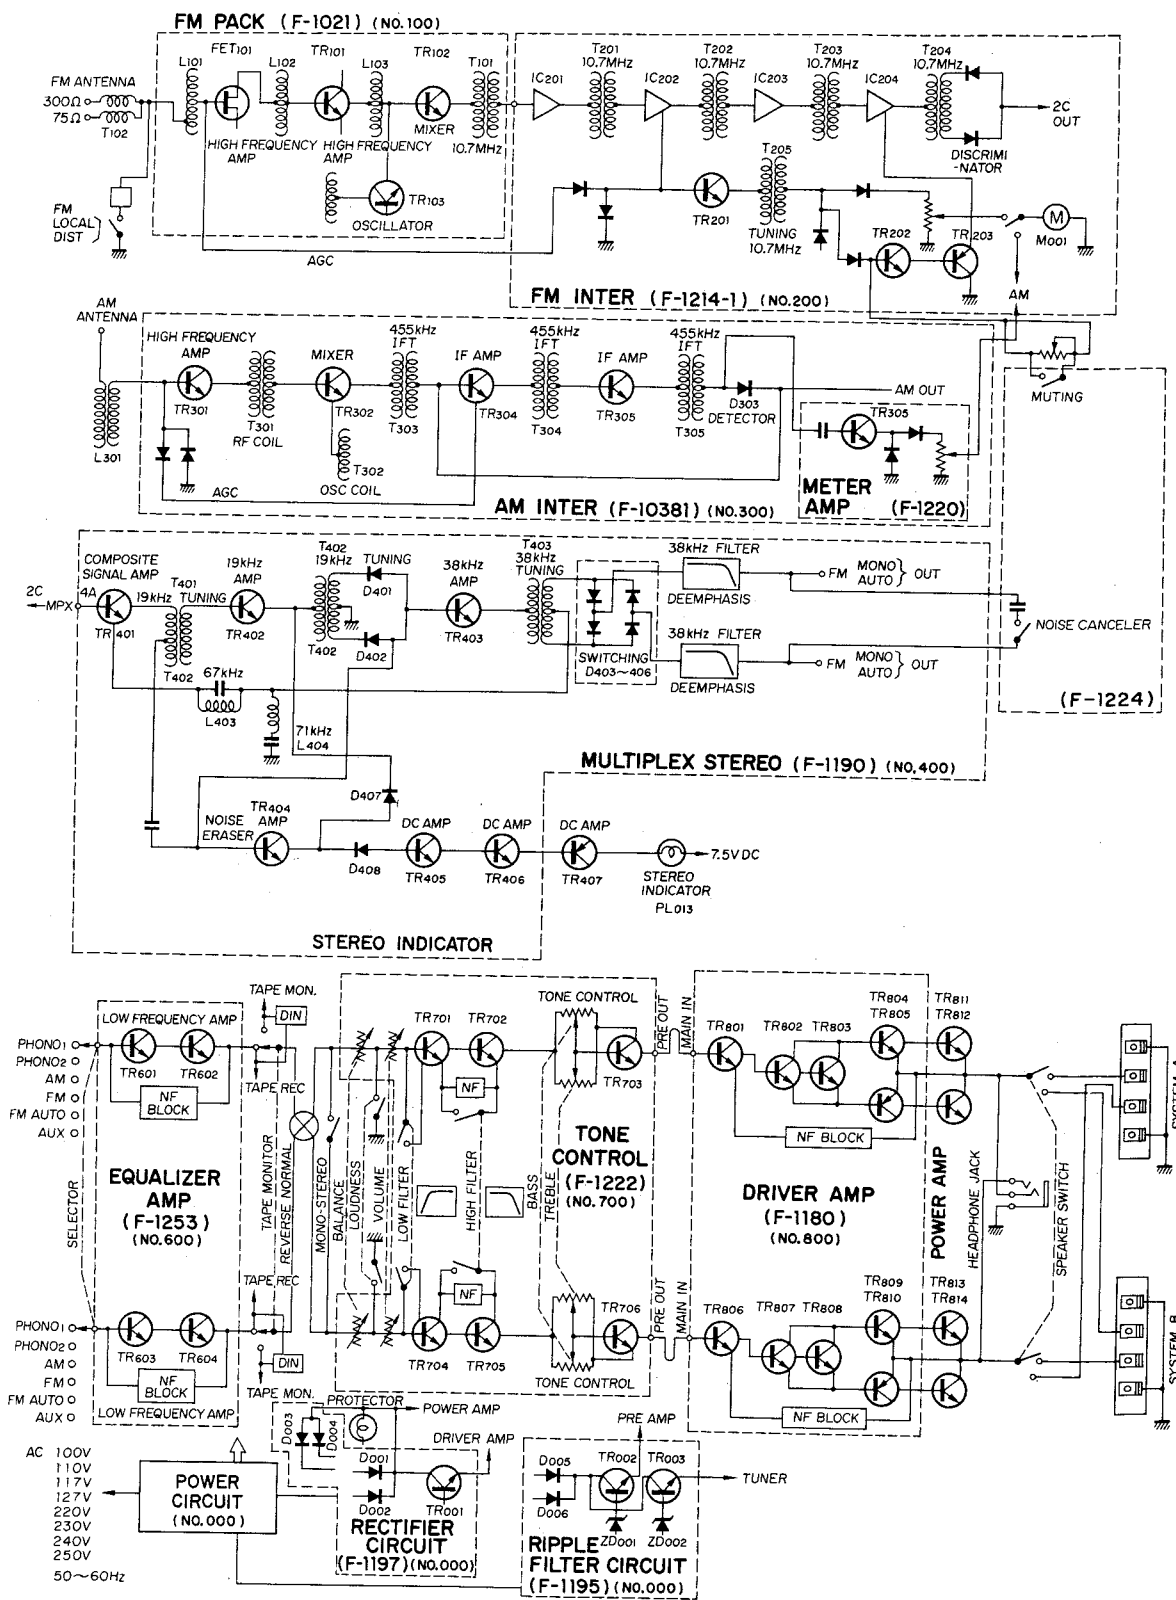 FM PACK (F-1021) (NO.100)
FET101
TR101
TR102
T101
L101
L102
L103
FM ANTENNA
300Ω
75Ω
T102
HIGH FREQUENCY
AMP
HIGH FREQUENCY
AMP
MIXER
10.7MHz
TR103
OSCILLATOR
FM
LOCAL
DIST
AGC
T201
10.7MHz
T202
10.7MHz
T203
10.7MHz
T204
10.7MHz
IC201
IC202
IC203
IC204
2C
OUT
DISCRIMI
-NATOR
T205
TR201
TUNING
10.7MHz
TR202
TR203
M
M001
AM
FM INTER (F-1214-1) (NO.200)
AM
ANTENNA
HIGH FREQUENCY
AMP
MIXER
455kHz
IFT
IF AMP
455kHz
IFT
IF AMP
455kHz
IFT
AM OUT
MUTING
TR301
T301
RF COIL
TR302
T303
TR304
T304
TR305
T305
D303
DETECTOR
TR305
L301
T302
OSC COIL
AGC
METER
AMP (F-1220)
AM INTER (F-10381) (NO.300)
COMPOSITE
SIGNAL AMP
19kHz
AMP
T402
19kHz
TUNING
38kHz
AMP
T403
38kHz
TUNING
38kHz FILTER
2C
MPX
4A
19kHz
T401
TUNING
D401
DEEMPHASIS
FM MONO
AUTO } OUT
TR401
TR402
T402
D402
TR403
NOISE CANCELER
T402
SWITCHING
D403~406
38kHz FILTER
DEEMPHASIS
FM MONO
AUTO } OUT
67kHz
L403
71kHz
L404
(F-1224)
MULTIPLEX STEREO (F-1190) (NO.400)
D407
NOISE
ERASER
TR404
AMP
DC AMP
DC AMP
DC AMP
7.5V DC
D408
TR405
TR406
TR407
STEREO
INDICATOR
PL013
STEREO INDICATOR
TAPE MON.
DIN
LOW FREQUENCY AMP
TR701
TR702
TONE CONTROL
PRE OUT
MAIN IN
TR801
TR802
TR803
TR804
TR805
TR811
TR812
PHONO1
PHONO2
AM
FM
FM AUTO
AUX
TR601
TR602
NF
BLOCK
TAPE REC
NF
TR703
NF BLOCK
SYSTEM A
EQUALIZER
AMP
(F-1253)
(NO.600)
SELECTOR
TAPE MONITOR
REVERSE NORMAL
MONO-STEREO
BALANCE
LOUDNESS
VOLUME
LOW FILTER
HIGH FILTER
BASS
TREBLE
TONE
CONTROL
(F-1222)
(NO.700)
DRIVER AMP
(F-1180)
(NO.800)
POWER AMP
HEADPHONE JACK
SPEAKER SWITCH
TAPE REC
PHONO1
PHONO2
AM
FM
FM AUTO
AUX
TR603
TR604
NF
BLOCK
LOW FREQUENCY AMP
DIN
TAPE MON.
NF
TR704
TR705
TR706
TONE CONTROL
PRE OUT
MAIN IN
TR806
TR807
TR808
TR809
TR810
TR813
TR814
NF BLOCK
SYSTEM B
PROTECTOR
POWER AMP
D003
D004
DRIVER AMP
PRE AMP
AC 100V
110V
117V
127V
220V
230V
240V
250V
50~60Hz
POWER
CIRCUIT
(NO.000)
D001
D002
TR001
RECTIFIER
CIRCUIT
(F-1197)(NO.000)
D005
D006
TR002
TR003
TUNER
ZD001
ZD002
RIPPLE
FILTER CIRCUIT
(F-1195)(NO.000)